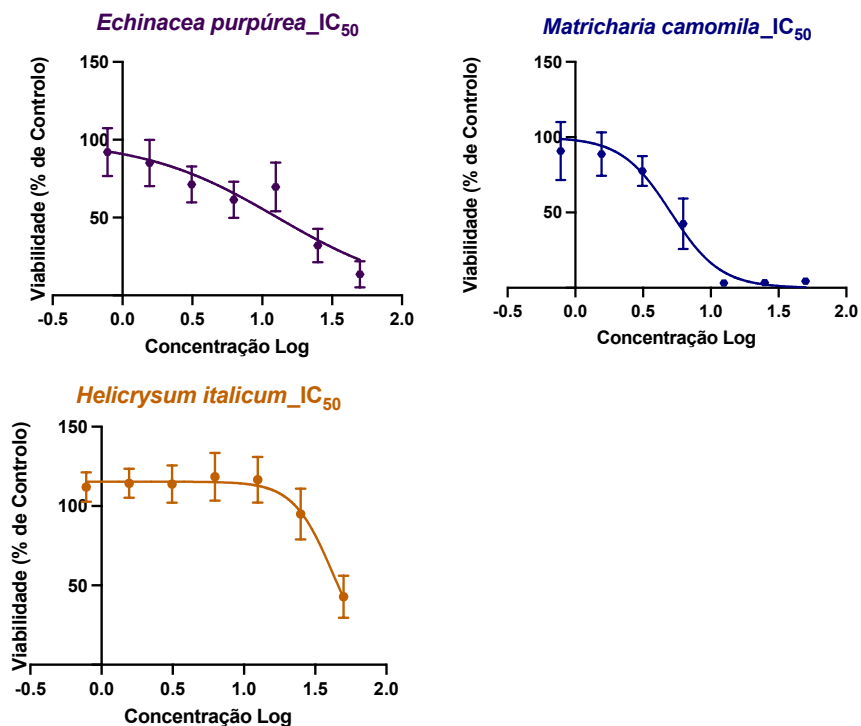 Echinacea purpúrea_IC50
150
100
50
Viabilidade (% de Controlo)
-0.5 0.0 0.5 1.0 1.5 2.0
Concentração Log
Matricharia camomila_IC50
150
100
50
0
Viabilidade (% de Controlo)
-0.5 0.0 0.5 1.0 1.5 2.0
Concentração Log
Helicrysum italicum_IC50
150
100
50
Viabilidade (% de Controlo)
-0.5 0.0 0.5 1.0 1.5 2.0
Concentração Log